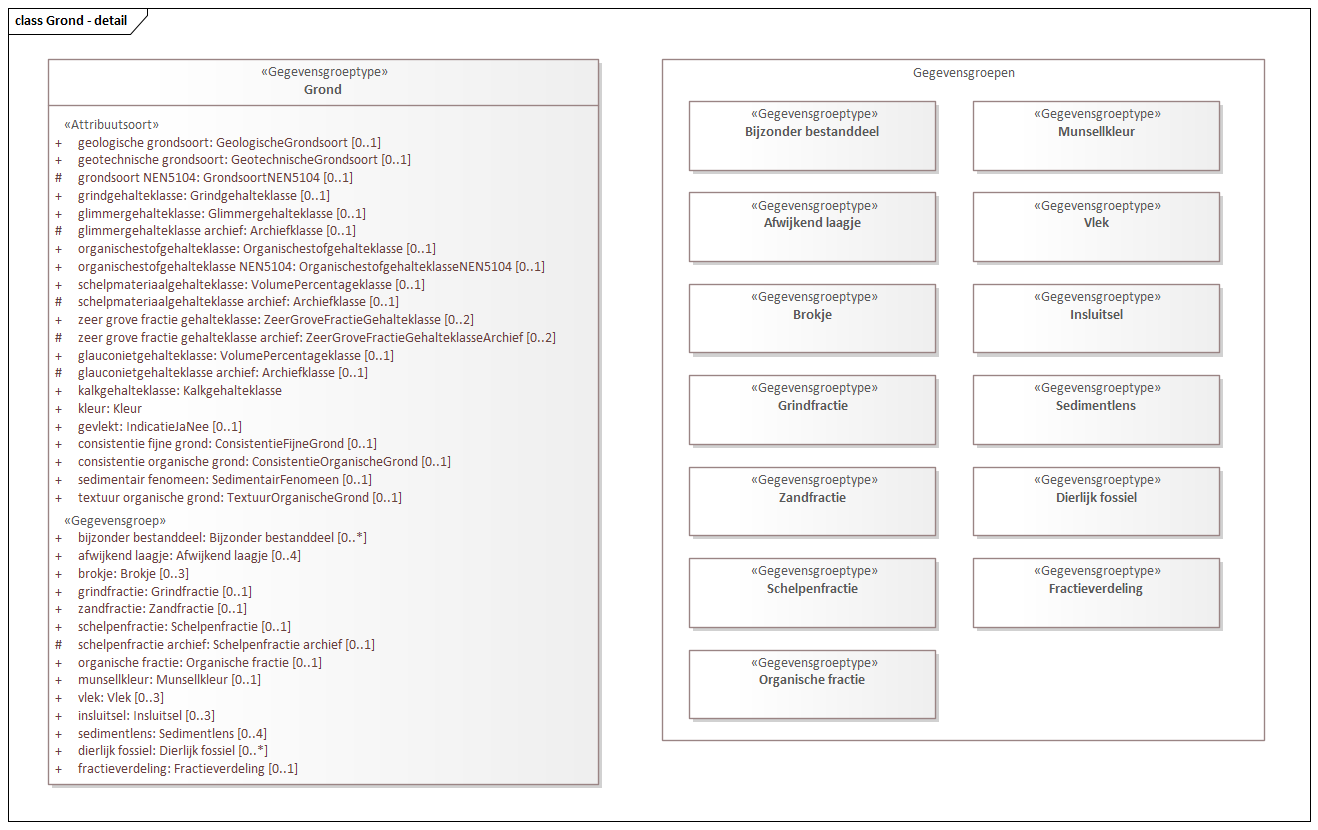 class Grond - detail
«Gegevensgroeptype»
Grond
«Attribuutsoort»
+ geologische grondsoort: GeologischeGrondsoort [0..1]
+ geotechnische grondsoort: GeotechnischeGrondsoort [0..1]
# grondsoort NEN5104: GrondsoortNEN5104 [0..1]
+ grindgehalteklasse: Grindgehalteklasse [0..1]
+ glimmergehalteklasse: Glimmergehalteklasse [0..1]
# glimmergehalteklasse archief: Archiefklasse [0..1]
+ organischestofgehalteklasse: Organischestofgehalteklasse [0..1]
+ organischestofgehalteklasse NEN5104: OrganischestofgehalteklasseNEN5104 [0..1]
+ schelpmateriaalgehalteklasse: VolumePercentageklasse [0..1]
# schelpmateriaalgehalteklasse archief: Archiefklasse [0..1]
+ zeer grove fractie gehalteklasse: ZeerGroveFractieGehalteklasse [0..2]
# zeer grove fractie gehalteklasse archief: ZeerGroveFractieGehalteklasseArchief [0..2]
+ glauconietgehalteklasse: VolumePercentageklasse [0..1]
# glauconietgehalteklasse archief: Archiefklasse [0..1]
+ kalkgehalteklasse: Kalkgehalteklasse
+ kleur: Kleur
+ gevlekt: IndicatieJaNee [0..1]
+ consistentie fijne grond: ConsistentieFijneGrond [0..1]
+ consistentie organische grond: ConsistentieOrganischeGrond [0..1]
+ sedimentair fenomeen: SedimentairFenomeen [0..1]
+ textuur organische grond: TextuurOrganischeGrond [0..1]
«Gegevensgroep»
+ bijzonder bestanddeel: Bijzonder bestanddeel [0..*]
+ afwijkend laagje: Afwijkend laagje [0..4]
+ brokje: Brokje [0..3]
+ grindfractie: Grindfractie [0..1]
+ zandfractie: Zandfractie [0..1]
+ schelpenfractie: Schelpenfractie [0..1]
# schelpenfractie archief: Schelpenfractie archief [0..1]
+ organische fractie: Organische fractie [0..1]
+ munsellkleur: Munsellkleur [0..1]
+ vlek: Vlek [0..3]
+ insluitsel: Insluitsel [0..3]
+ sedimentlens: Sedimentlens [0..4]
+ dierlijk fossiel: Dierlijk fossiel [0..*]
+ fractieverdeling: Fractieverdeling [0..1]
Gegevensgroepen
«Gegevensgroeptype»
Bijzonder bestanddeel
«Gegevensgroeptype»
Munsellkleur
«Gegevensgroeptype»
Afwijkend laagje
«Gegevensgroeptype»
Vlek
«Gegevensgroeptype»
Brokje
«Gegevensgroeptype»
Insluitsel
«Gegevensgroeptype»
Grindfractie
«Gegevensgroeptype»
Sedimentlens
«Gegevensgroeptype»
Zandfractie
«Gegevensgroeptype»
Dierlijk fossiel
«Gegevensgroeptype»
Schelpenfractie
«Gegevensgroeptype»
Fractieverdeling
«Gegevensgroeptype»
Organische fractie